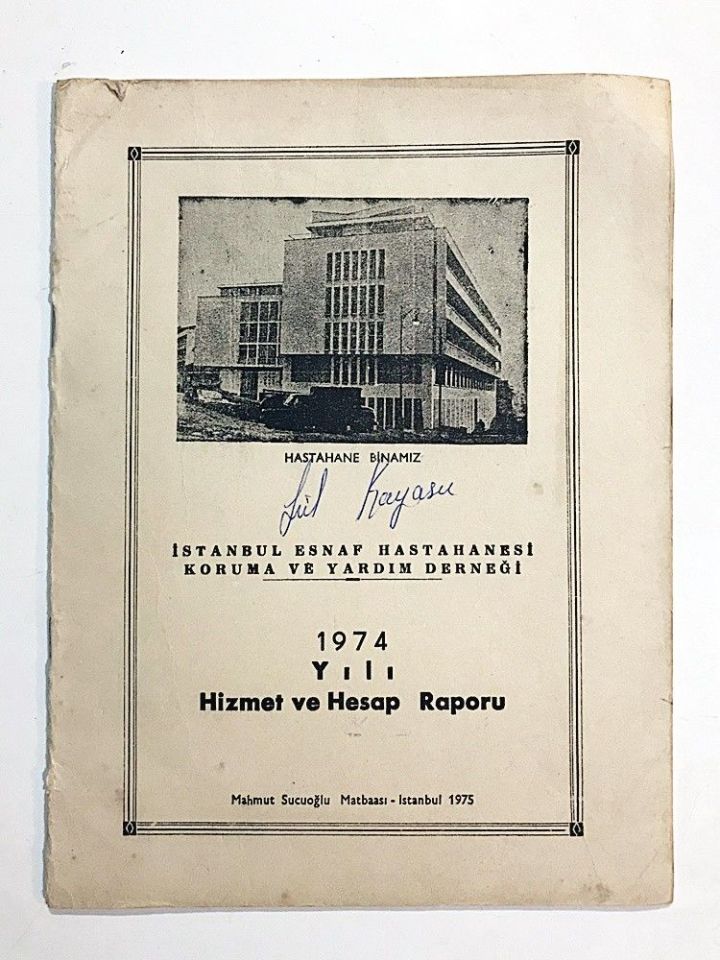 HASTAHANE BİNAMIZ
Kayasu
İSTANBUL ESNAF HASTAHANESİ
KORUMA VE YARDIM DERNEĞİ
1974
Yılı
Hizmet ve Hesap Raporu
Mahmut Sucuoğlu Matbaası - Istanbul 1975